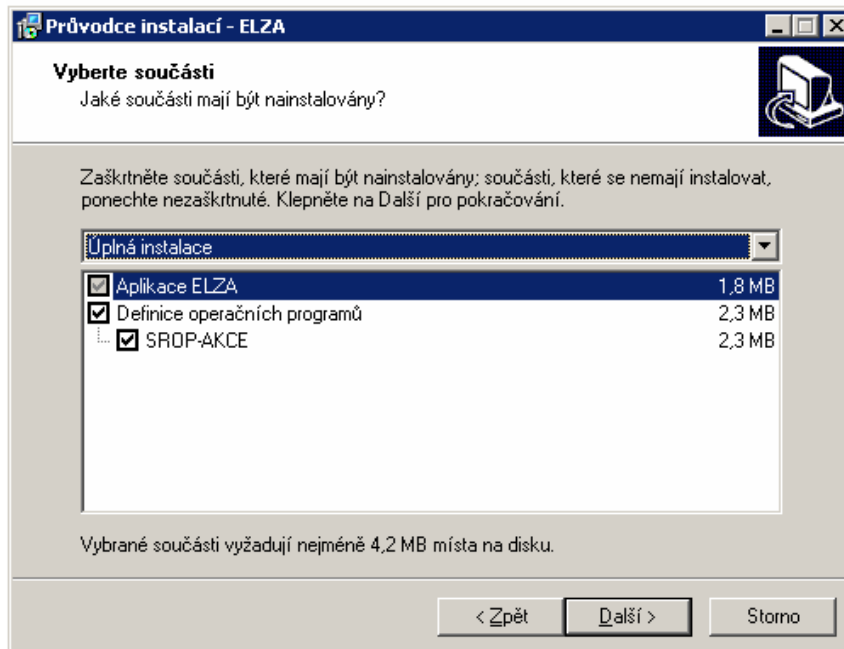 Průvodce instalací - ELZA
Vyberte součásti
Jaké součásti mají být nainstalovány?
Zaškrtněte součásti, které mají být nainstalovány; součásti, které se nemají instalovat,
ponechte nezaškrtnuté. Klepněte na Další pro pokračování.
Úplná instalace
Aplikace ELZA 1,8 MB
Definice operačních programů 2,3 MB
SROP-AKCE 2,3 MB
Vybrané součásti vyžadují nejméně 4,2 MB místa na disku.
< Zpět Další > Storno